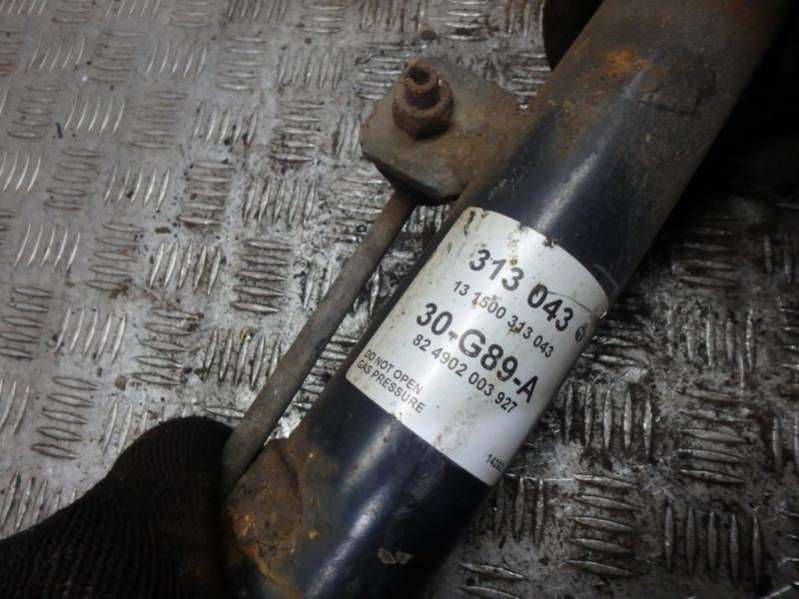 313 043
13 1500 313 043
30-G89-A
82 4902 003 927
DO NOT OPEN
GAS PRESSURE